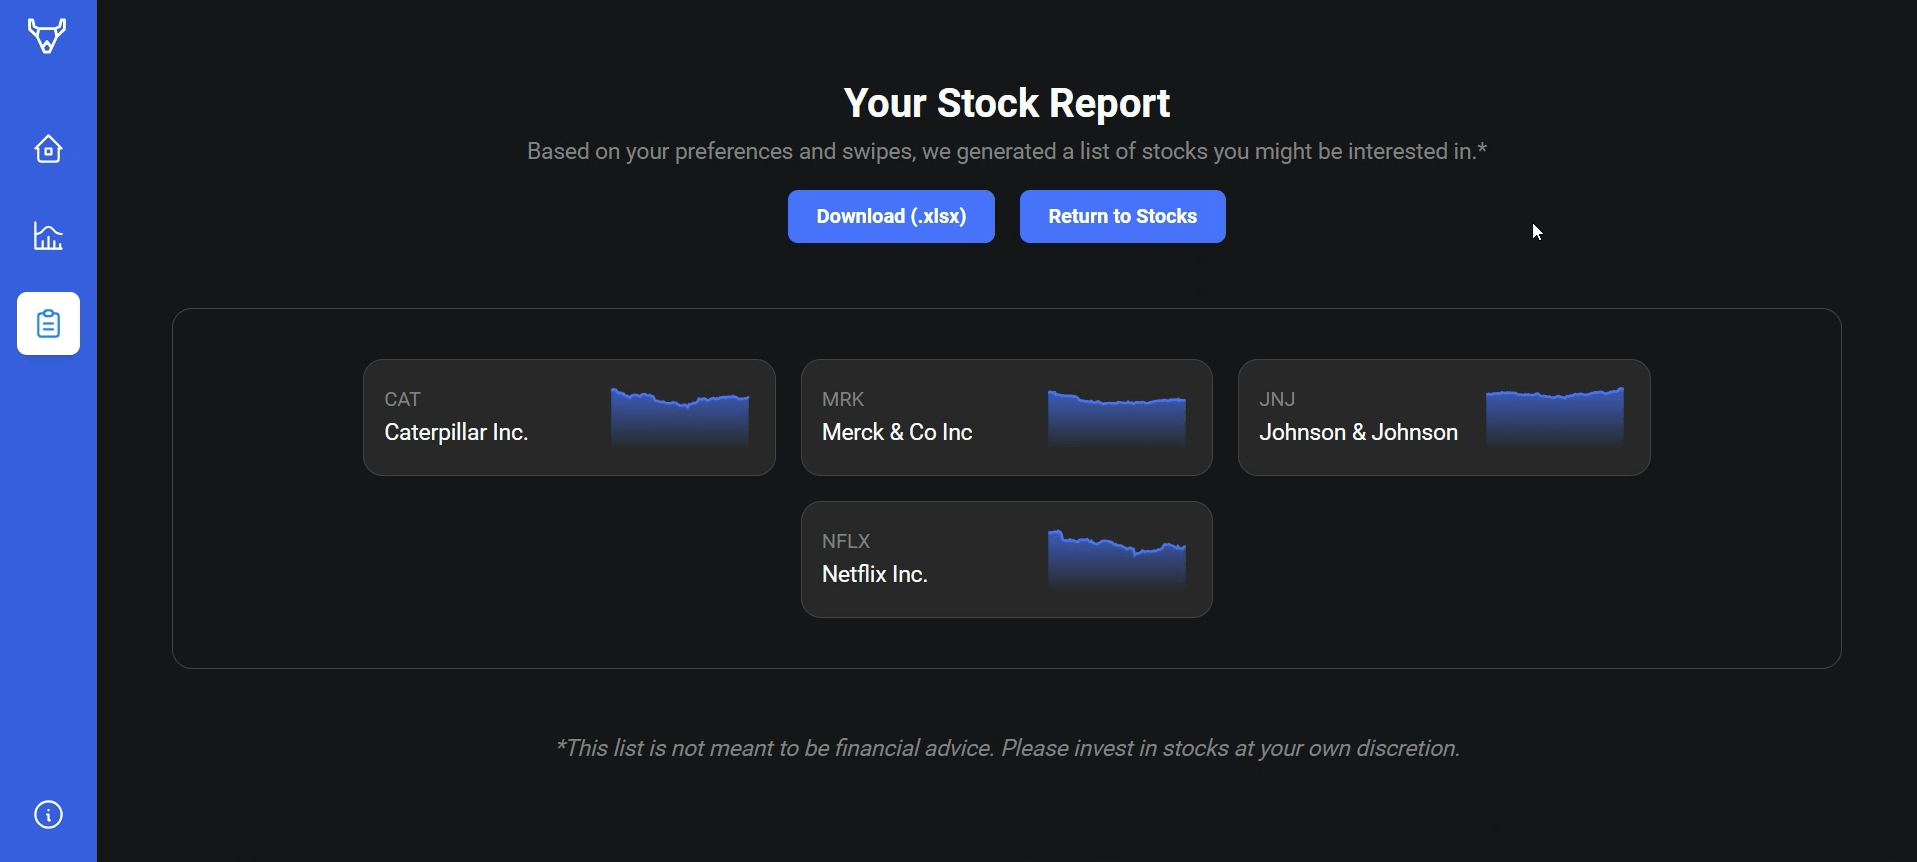 Your Stock Report
Based on your preferences and swipes, we generated a list of stocks you might be interested in.*
Download (.xlsx)
Return to Stocks
CAT
Caterpillar Inc.
MRK
Merck & Co Inc
JNJ
Johnson & Johnson
NFLX
Netflix Inc.
*This list is not meant to be financial advice. Please invest in stocks at your own discretion.